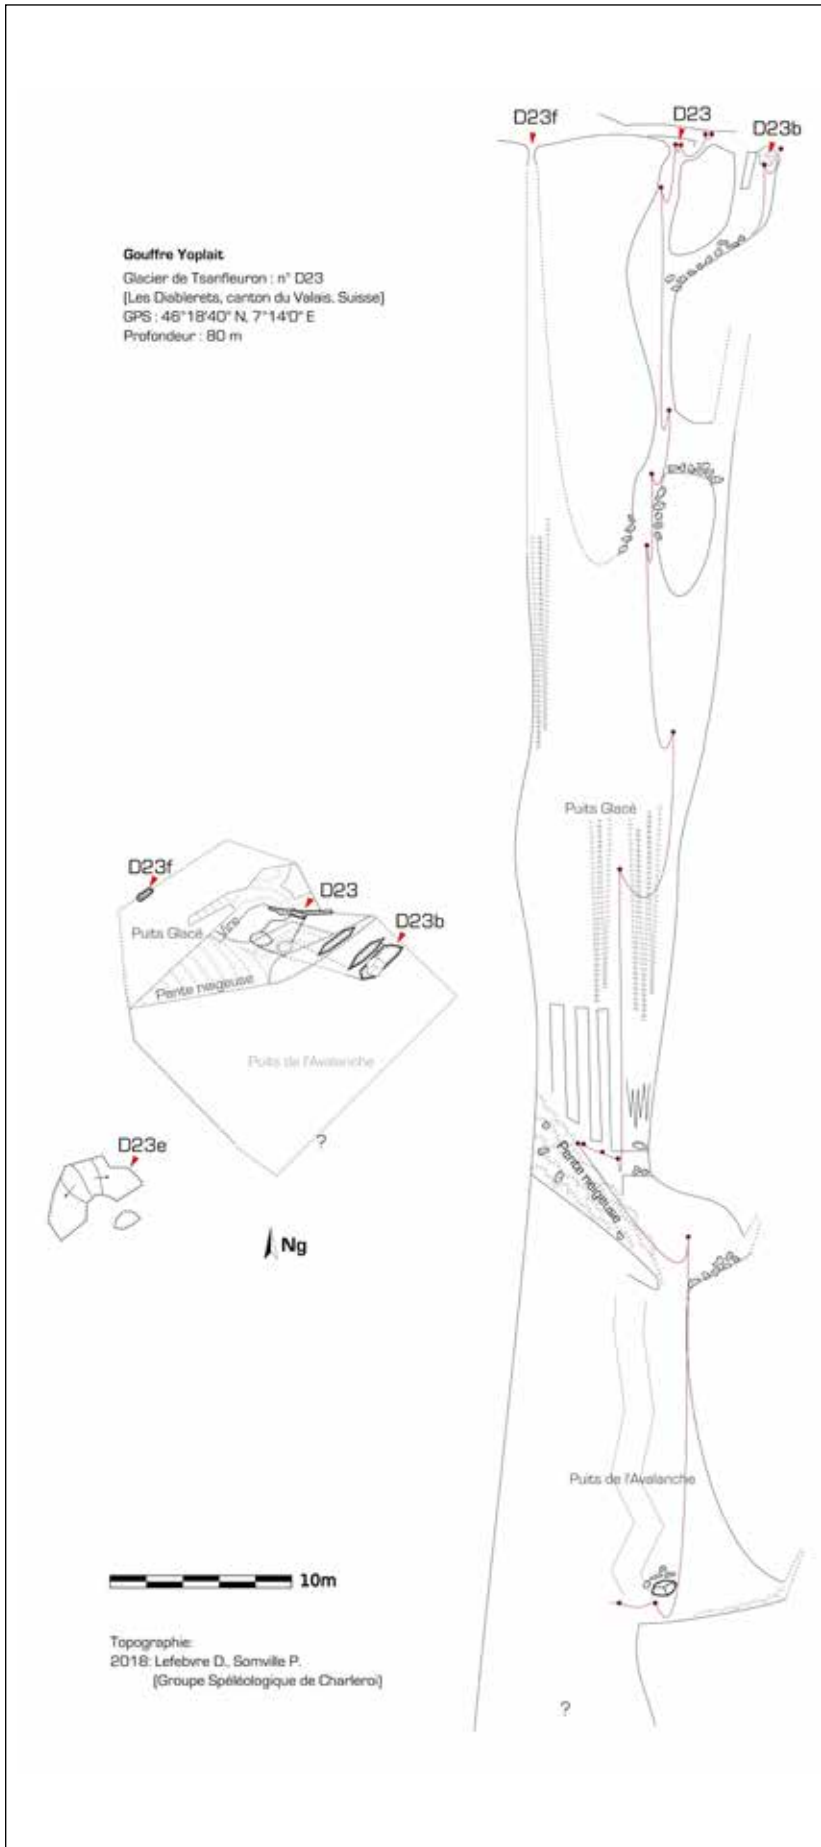 D23f
D23
D23b
Gouffre Yoplait
Glacier de Tsanfleuron : n° D23
(Les Diablerets, canton du Valais, Suisse)
GPS : 46°18'40" N, 7°14'0" E
Profondeur : 80 m
Puits Glacé
D23f
D23
D23b
Puits Glacé
Vire
Pente neigeuse
Puits de l'Avalanche
?
D23e
Ng
Pente neigeuse
Puits de l'Avalanche
10m
Topographie:
2018: Lefebvre D., Somville P.
(Groupe Spéléologique de Charleroi)
?